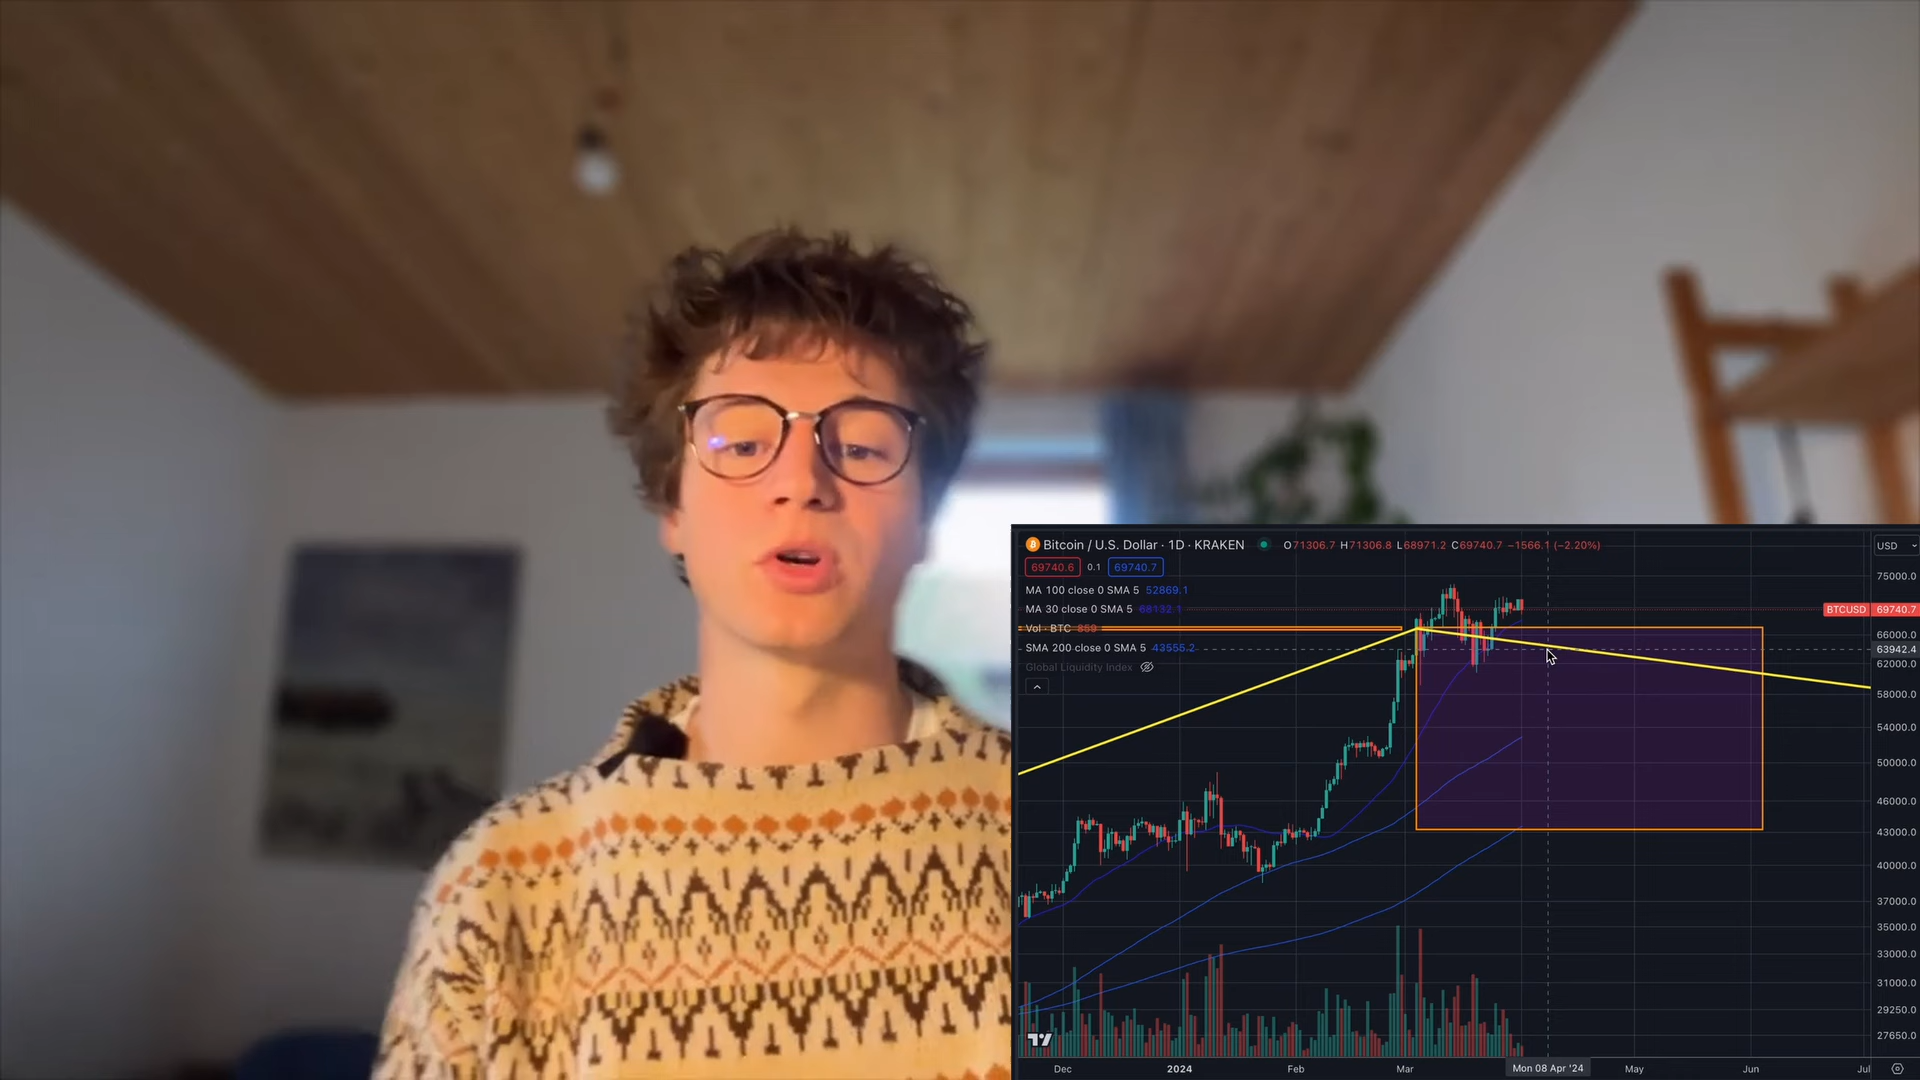 Bitcoin / U.S. Dollar · 1D · KRAKEN O71306.7 H71306.8 L68971.2 C69740.7 −1566.1 (−2.20%) USD
69740.6 0.1 69740.7
MA 100 close 0 SMA 5 52869.1
MA 30 close 0 SMA 5 68132.1
Vol · BTC 859
SMA 200 close 0 SMA 5 43555.2
Global Liquidity Index
75000.0
BTCUSD 69740.7
66000.0
63942.4
62000.0
58000.0
54000.0
50000.0
46000.0
43000.0
40000.0
37000.0
35000.0
33000.0
31000.0
29250.0
27650.0
Dec 2024 Feb Mar Mon 08 Apr '24 May Jun Jul